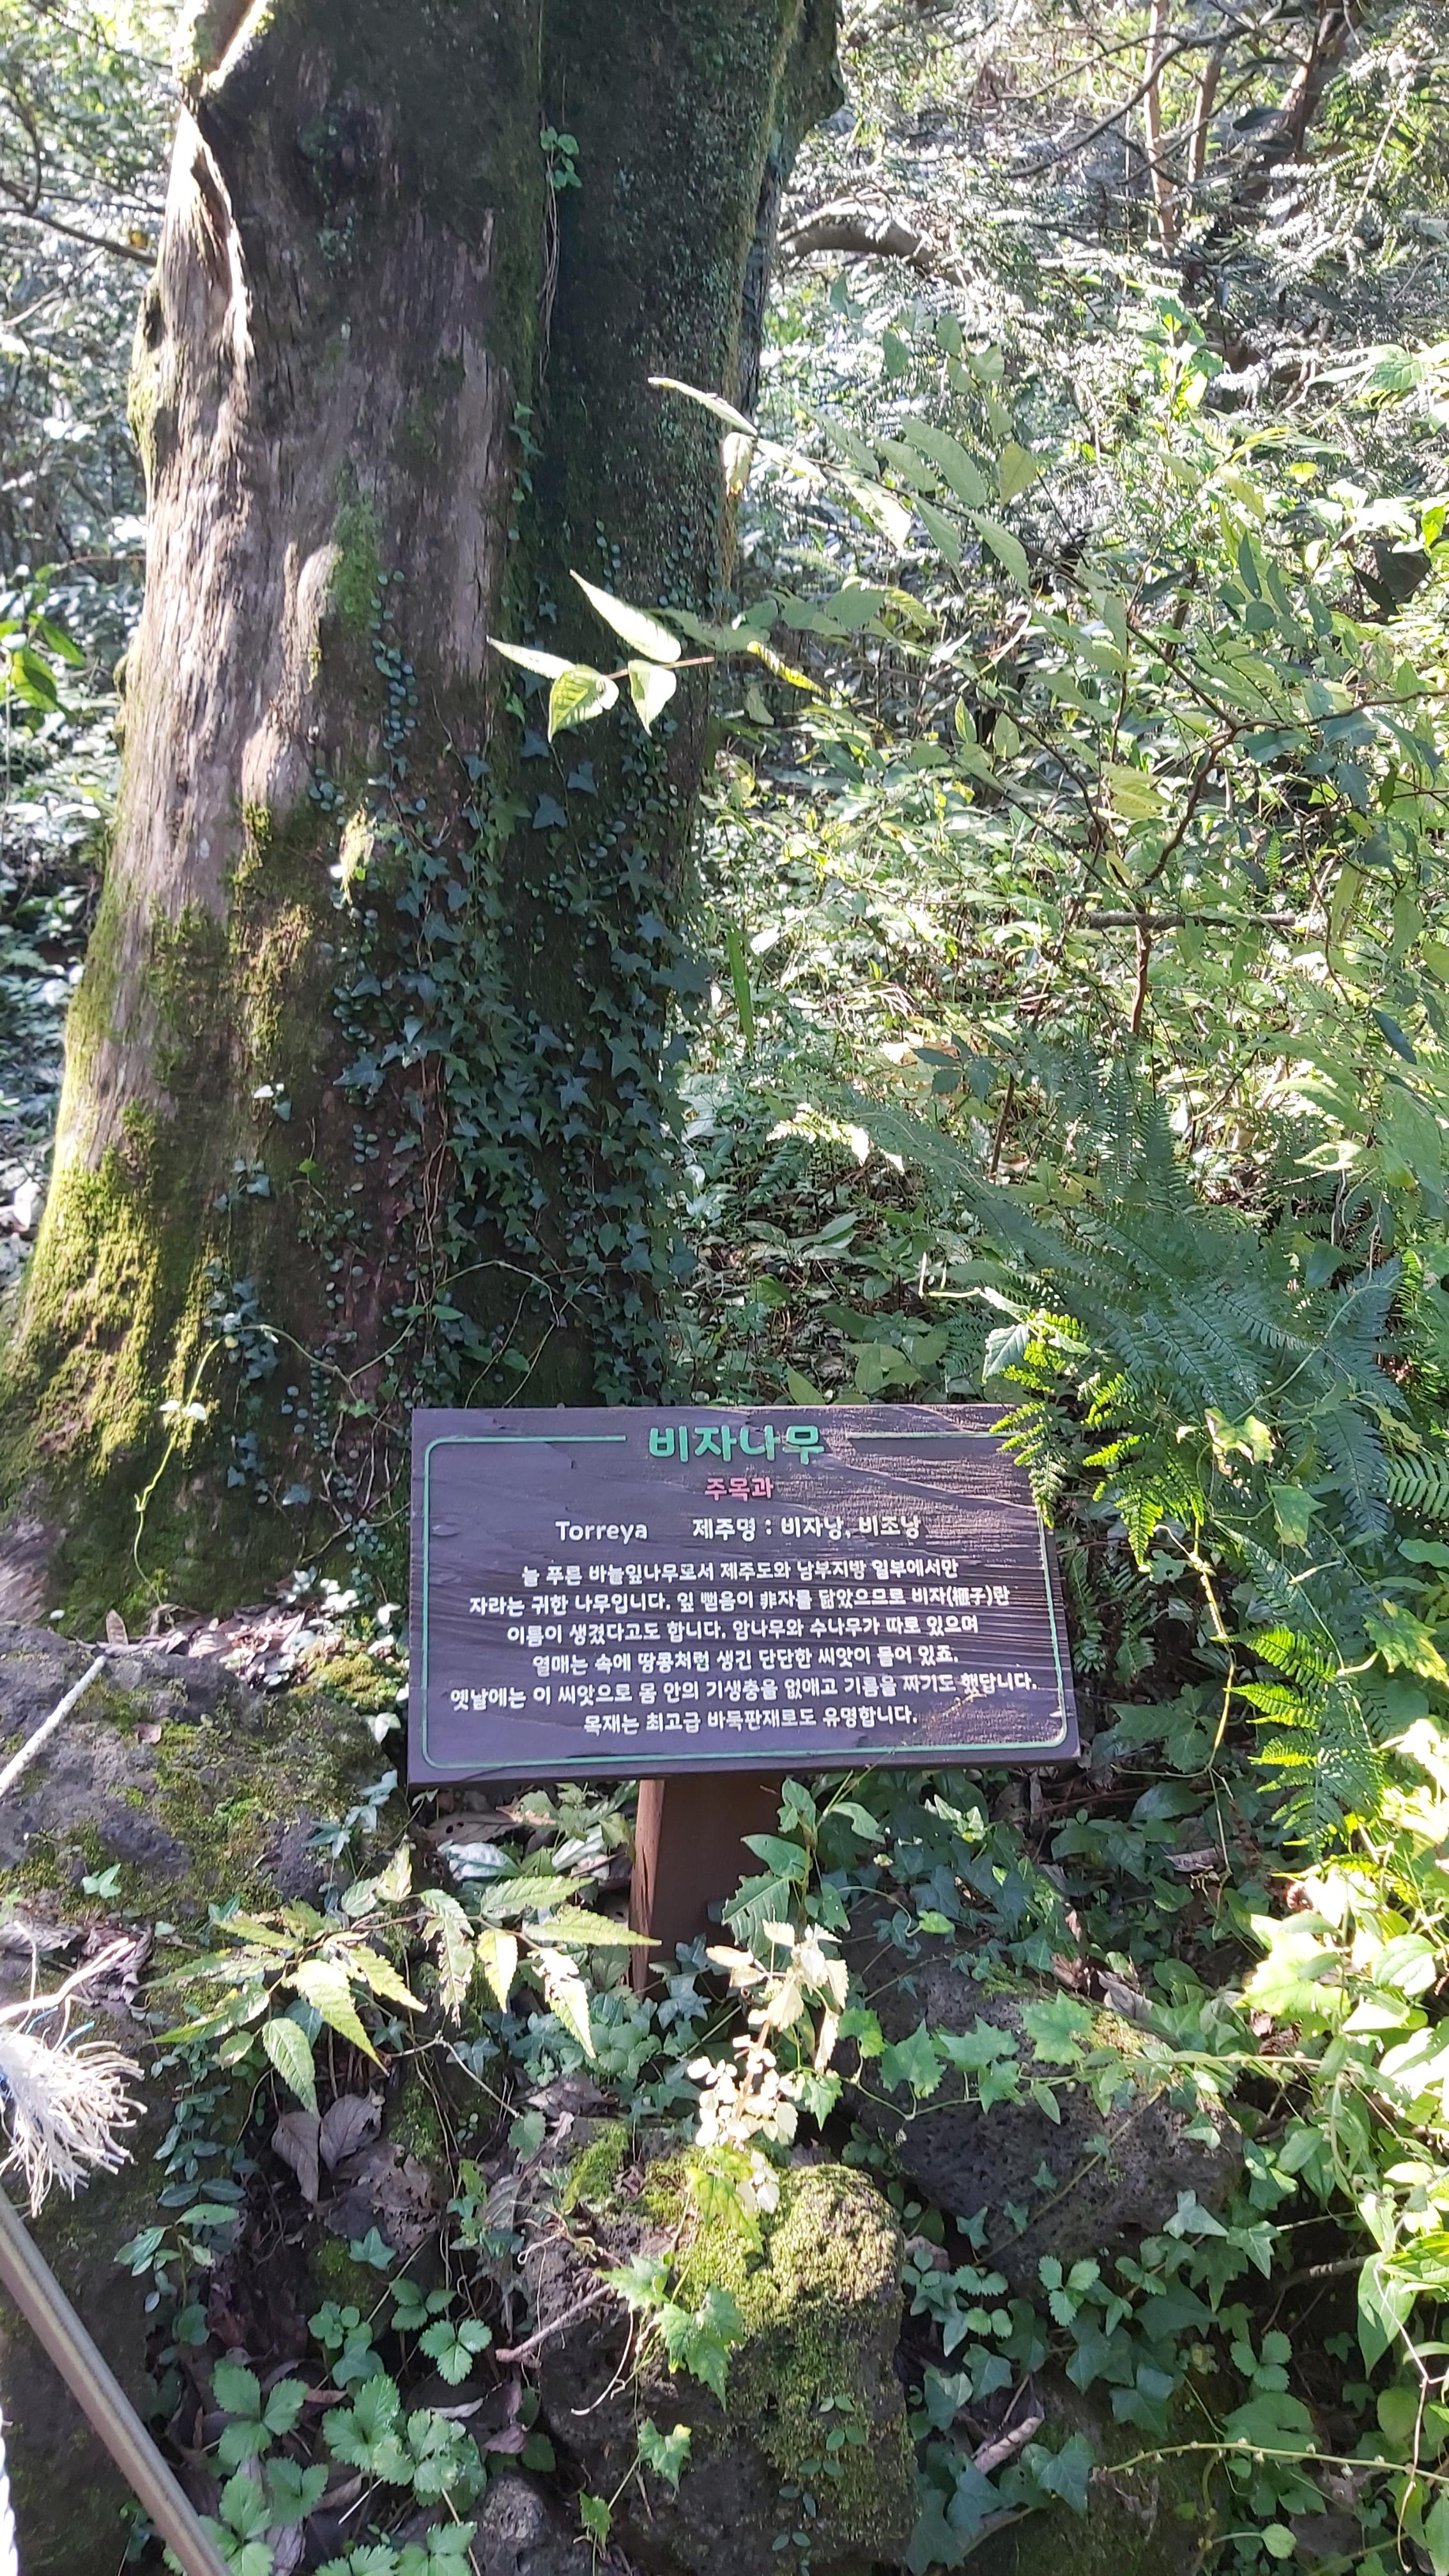 비자나무
주목과
Torreya 제주명 : 비자낭, 비조낭
늘 푸른 바늘잎나무로서 제주도와 남부지방 일부에서만
자라는 귀한 나무입니다. 잎 뻗음이 非자를 닮았으므로 비자(榧子)란
이름이 생겼다고도 합니다. 암나무와 수나무가 따로 있으며
열매는 속에 땅콩처럼 생긴 단단한 씨앗이 들어 있죠.
옛날에는 이 씨앗으로 몸 안의 기생충을 없애고 기름을 짜기도 했답니다.
목재는 최고급 바둑판재로도 유명합니다.